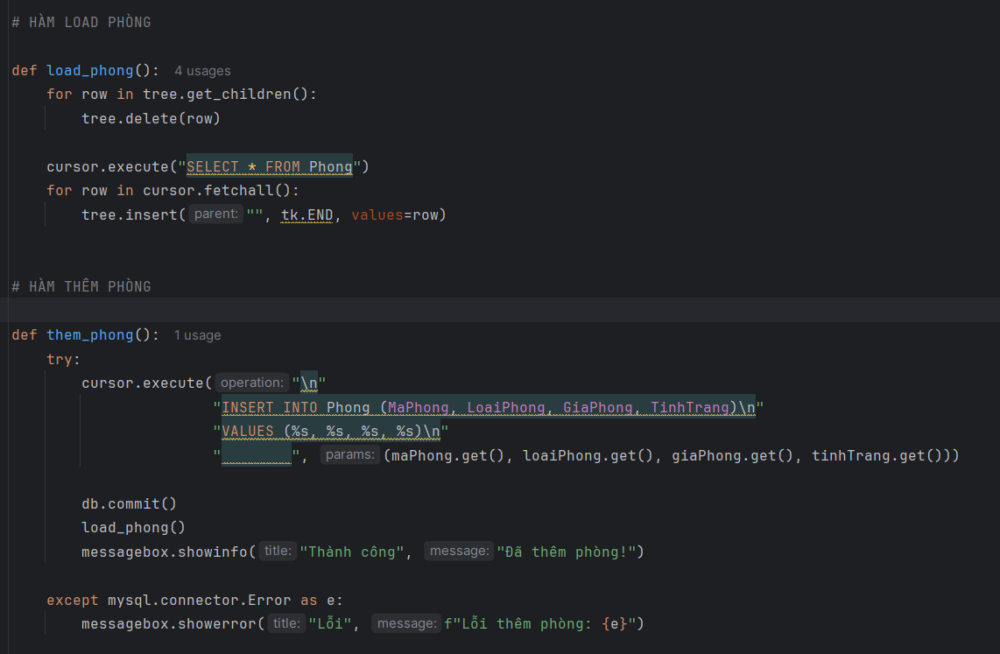 # HÀM LOAD PHÒNG
def load_phong():  4 usages
    for row in tree.get_children():
        tree.delete(row)
    cursor.execute("SELECT * FROM Phong")
    for row in cursor.fetchall():
        tree.insert( parent: "", tk.END, values=row)
# HÀM THÊM PHÒNG
def them_phong():  1 usage
    try:
        cursor.execute( operation: "\n"
                       "INSERT INTO Phong (MaPhong, LoaiPhong, GiaPhong, TinhTrang)\n"
                       "VALUES (%s, %s, %s, %s)\n"
                       "        ",  params: (maPhong.get(), loaiPhong.get(), giaPhong.get(), tinhTrang.get()))
        db.commit()
        load_phong()
        messagebox.showinfo( title: "Thành công",  message: "Đã thêm phòng!")
    except mysql.connector.Error as e:
        messagebox.showerror( title: "Lỗi",  message: f"Lỗi thêm phòng: {e}")